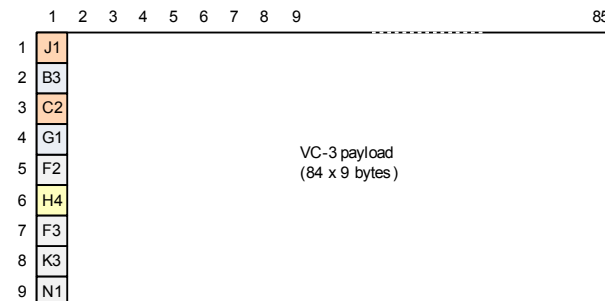 1 2 3 4 5 6 7 8 9 85
1 J1
2 B3
3 C2
4 G1
VC-3 payload
5 F2
(84 x 9 bytes)
6 H4
7 F3
8 K3
9 N1